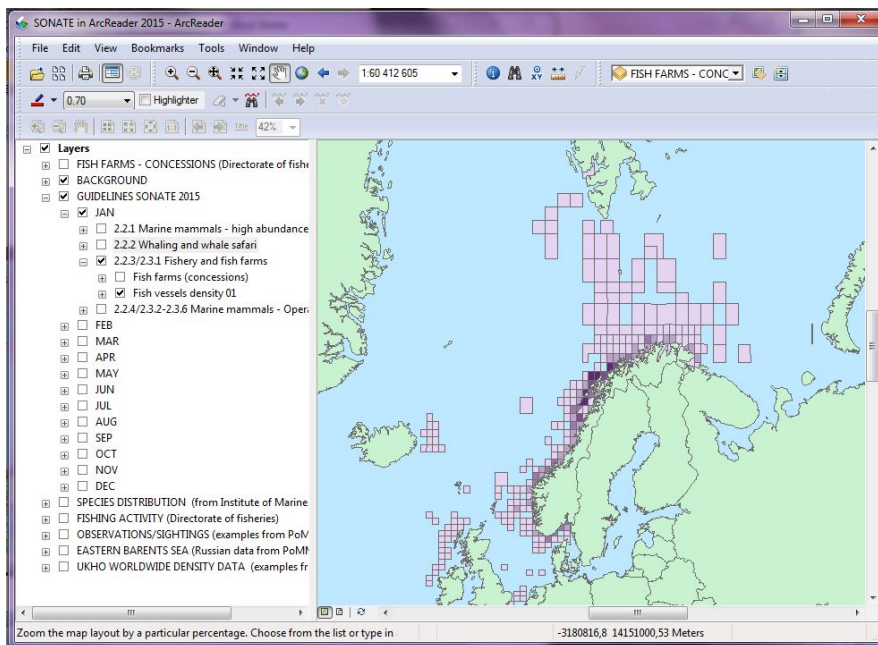 SONATE in ArcReader 2015 - ArcReader
File Edit View Bookmarks Tools Window Help
1:60 412 605
FISH FARMS - CONC
0.70
Highlighter
42%
Layers
FISH FARMS - CONCESSIONS (Directorate of fishe
BACKGROUND
GUIDELINES SONATE 2015
JAN
2.2.1 Marine mammals - high abundance
2.2.2 Whaling and whale safari
2.2.3/2.3.1 Fishery and fish farms
Fish farms (concessions)
Fish vessels density 01
2.2.4/2.3.2-2.3.6 Marine mammals - Opera
FEB
MAR
APR
MAY
JUN
JUL
AUG
SEP
OCT
NOV
DEC
SPECIES DISTRIBUTION (from Institute of Marine
FISHING ACTIVITY (Directorate of fisheries)
OBSERVATIONS/SIGHTINGS (examples from PoMM
EASTERN BARENTS SEA (Russian data from PoMM
UKHO WORLDWIDE DENSITY DATA (examples fr
Zoom the map layout by a particular percentage. Choose from the list or type in
-3180816,8 14151000,53 Meters